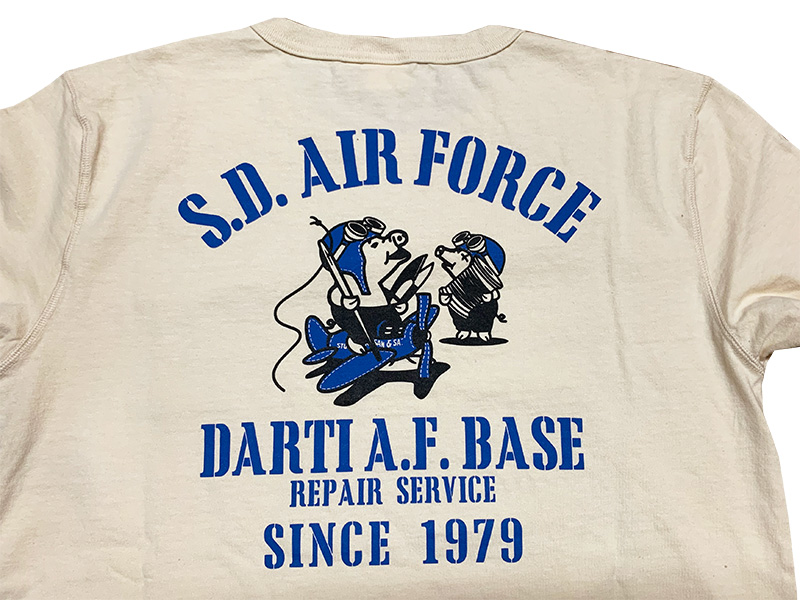 S.D. AIR FORCE
DARTI A.F. BASE
REPAIR SERVICE
SINCE 1979